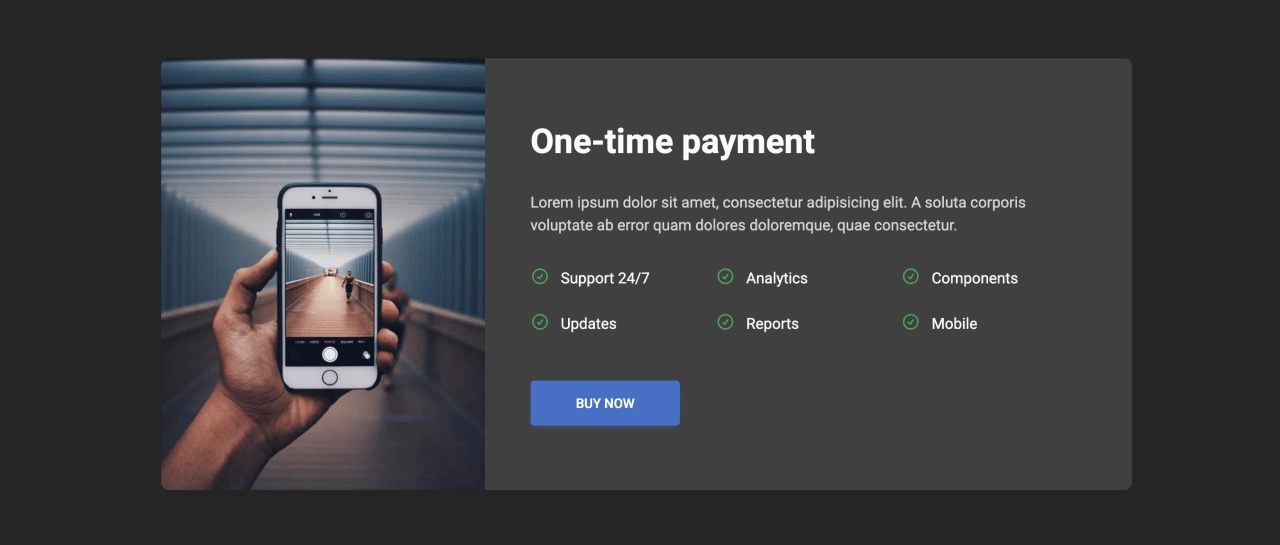 One-time payment
Lorem ipsum dolor sit amet, consectetur adipisicing elit. A soluta corporis
voluptate ab error quam dolores doloremque, quae consectetur.
Support 24/7 Analytics Components
Updates Reports Mobile
BUY NOW